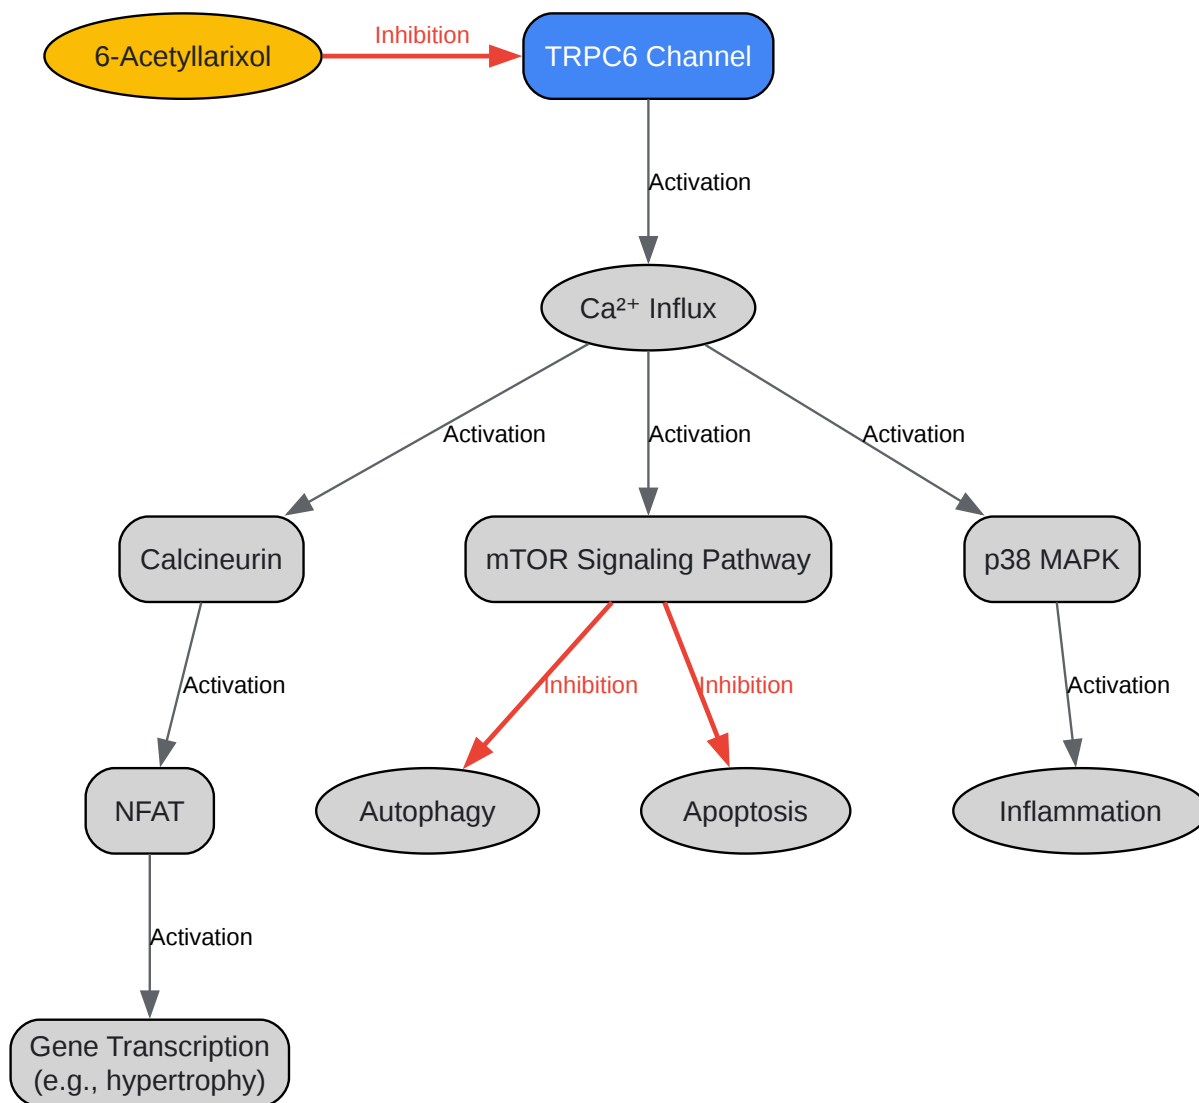 6-Acetyllarixol
Inhibition
TRPC6 Channel
Activation
Ca²⁺ Influx
Activation
Activation
Activation
Calcineurin
mTOR Signaling Pathway
p38 MAPK
Activation
Inhibition
Inhibition
Activation
NFAT
Autophagy
Apoptosis
Inflammation
Activation
Gene Transcription
(e.g., hypertrophy)